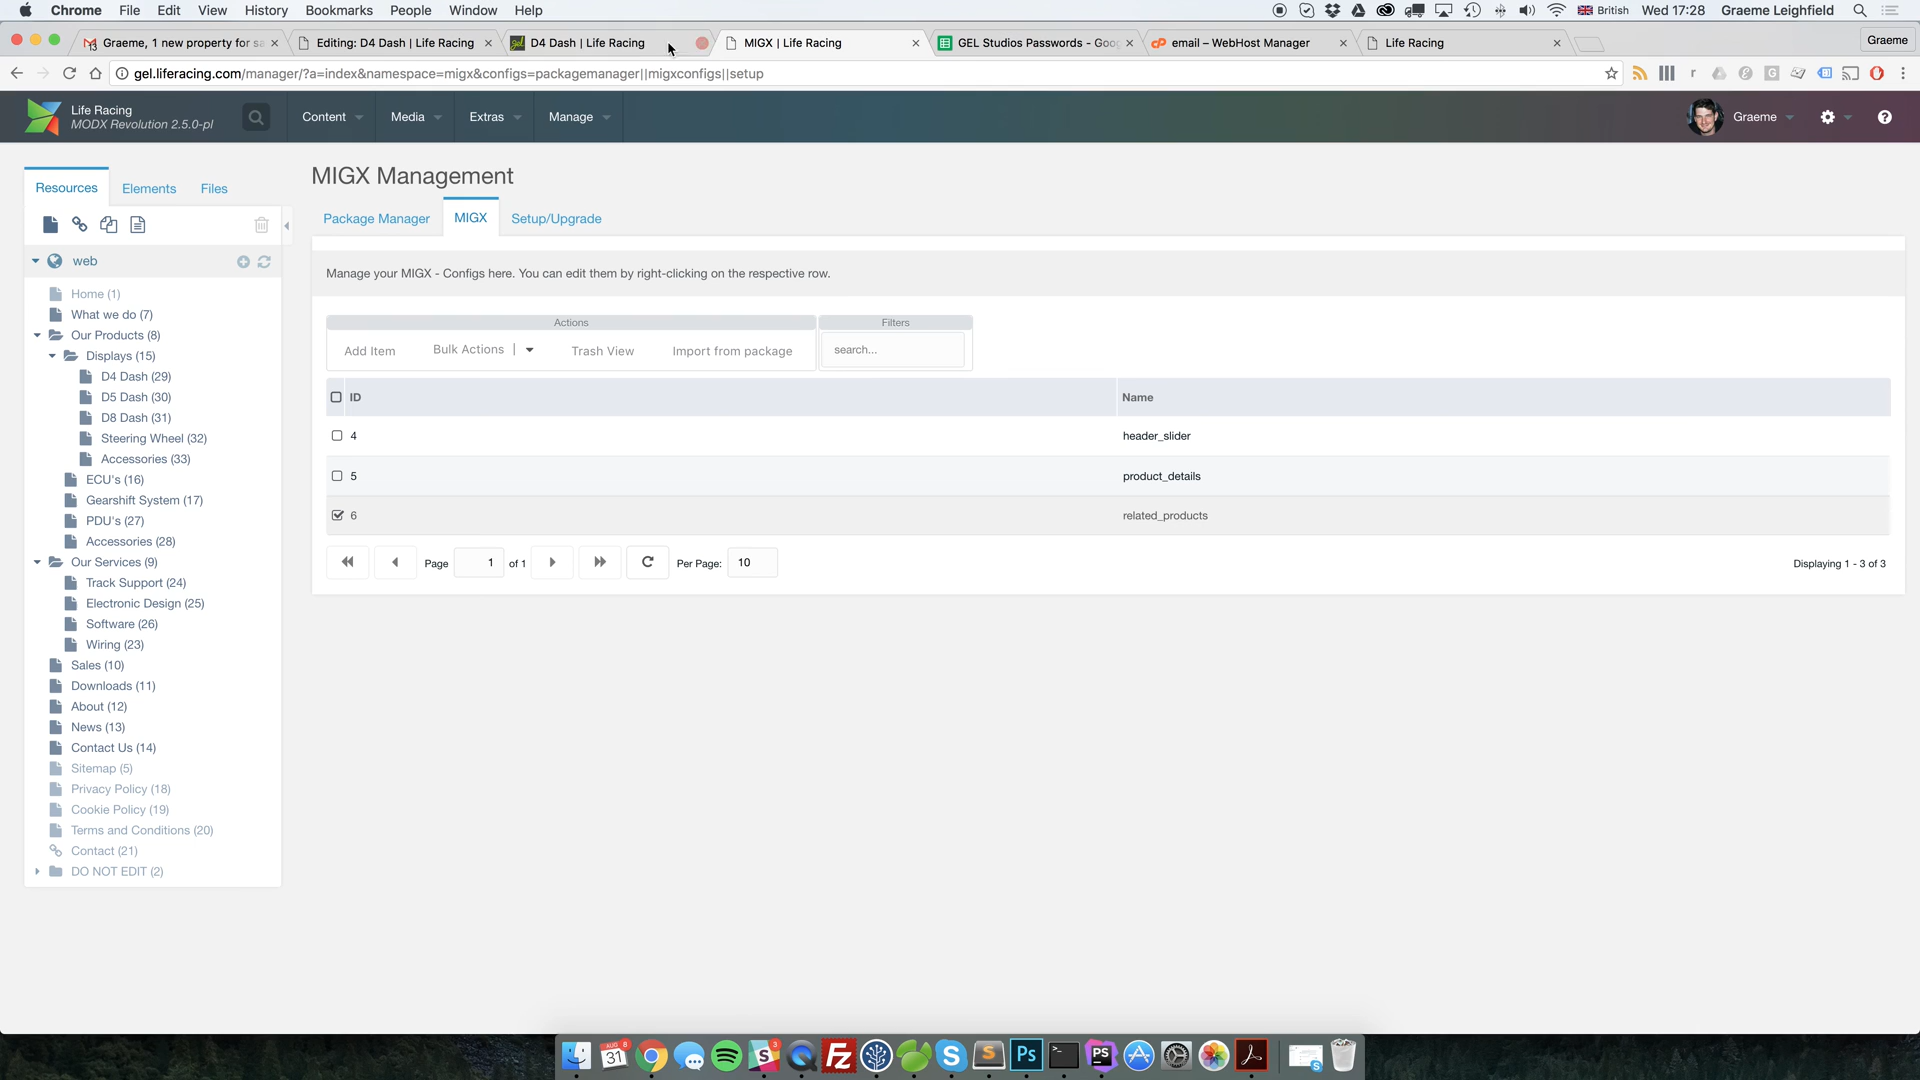 Chrome File Edit View History Bookmarks People Window Help British Wed 17:28 Graeme Leighfield
Graeme, 1 new property for sa Editing: D4 Dash | Life Racing D4 Dash | Life Racing MIGX | Life Racing GEL Studios Passwords - Goo email – WebHost Manager Life Racing Graeme
gel.liferacing.com/manager/?a=index&namespace=migx&configs=packagemanager||migxconfigs||setup
Life Racing
MODX Revolution 2.5.0-pl
Content Media Extras Manage Graeme
Resources Elements Files
web
Home (1)
What we do (7)
Our Products (8)
Displays (15)
D4 Dash (29)
D5 Dash (30)
D8 Dash (31)
Steering Wheel (32)
Accessories (33)
ECU's (16)
Gearshift System (17)
PDU's (27)
Accessories (28)
Our Services (9)
Track Support (24)
Electronic Design (25)
Software (26)
Wiring (23)
Sales (10)
Downloads (11)
About (12)
News (13)
Contact Us (14)
Sitemap (5)
Privacy Policy (18)
Cookie Policy (19)
Terms and Conditions (20)
Contact (21)
DO NOT EDIT (2)
MIGX Management
Package Manager MIGX Setup/Upgrade
Manage your MIGX - Configs here. You can edit them by right-clicking on the respective row.
Actions Filters
Add Item Bulk Actions | Trash View Import from package search...
ID Name
4 header_slider
5 product_details
6 related_products
Page 1 of 1 Per Page: 10 Displaying 1 - 3 of 3
AUG 8
31
3
Fz
S
Ps
PS